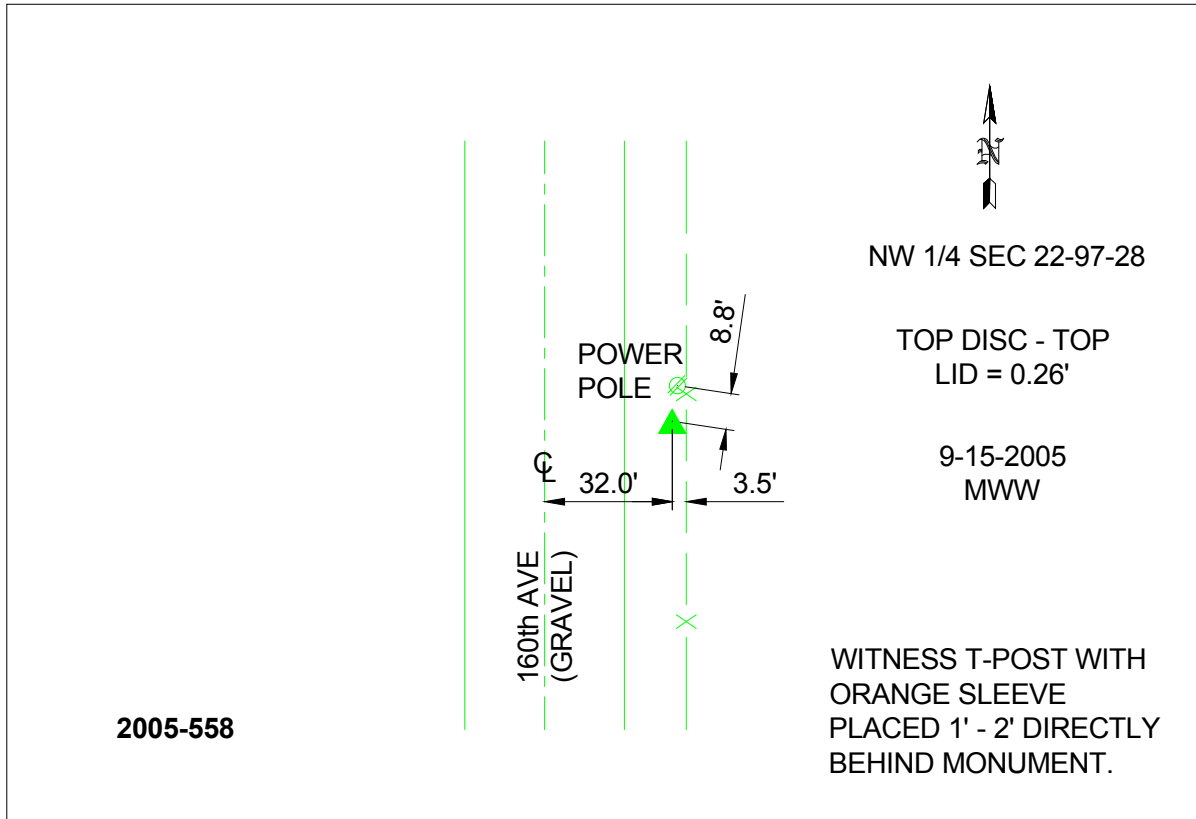 N
NW 1/4 SEC 22-97-28
TOP DISC - TOP
LID = 0.26'
9-15-2005
MWW
8.8'
POWER
POLE
CL
32.0'
3.5'
160th AVE
(GRAVEL)
WITNESS T-POST WITH
ORANGE SLEEVE
PLACED 1' - 2' DIRECTLY
BEHIND MONUMENT.
2005-558